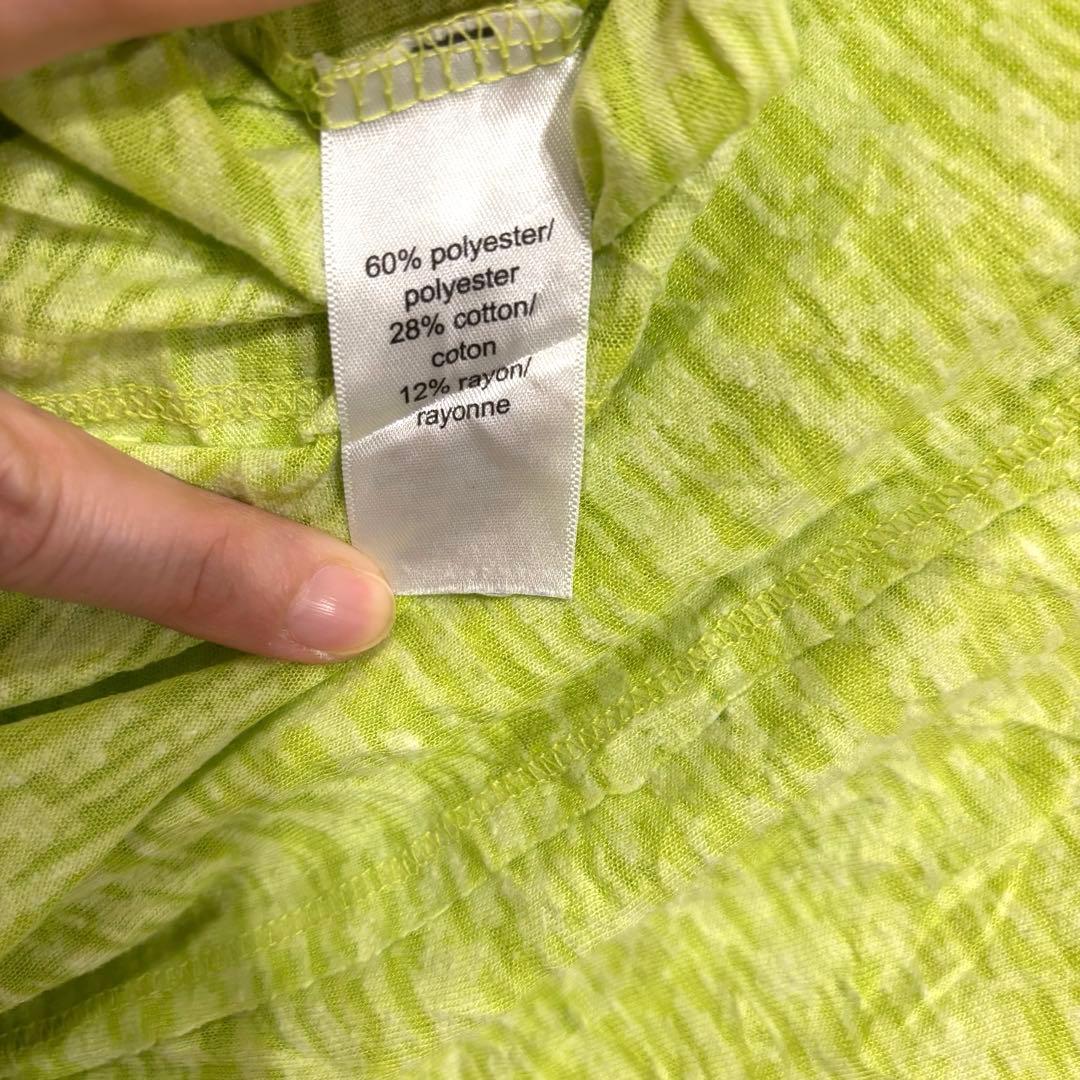 60% polyester/
polyester
28% cotton/
coton
12% rayon/
rayonne